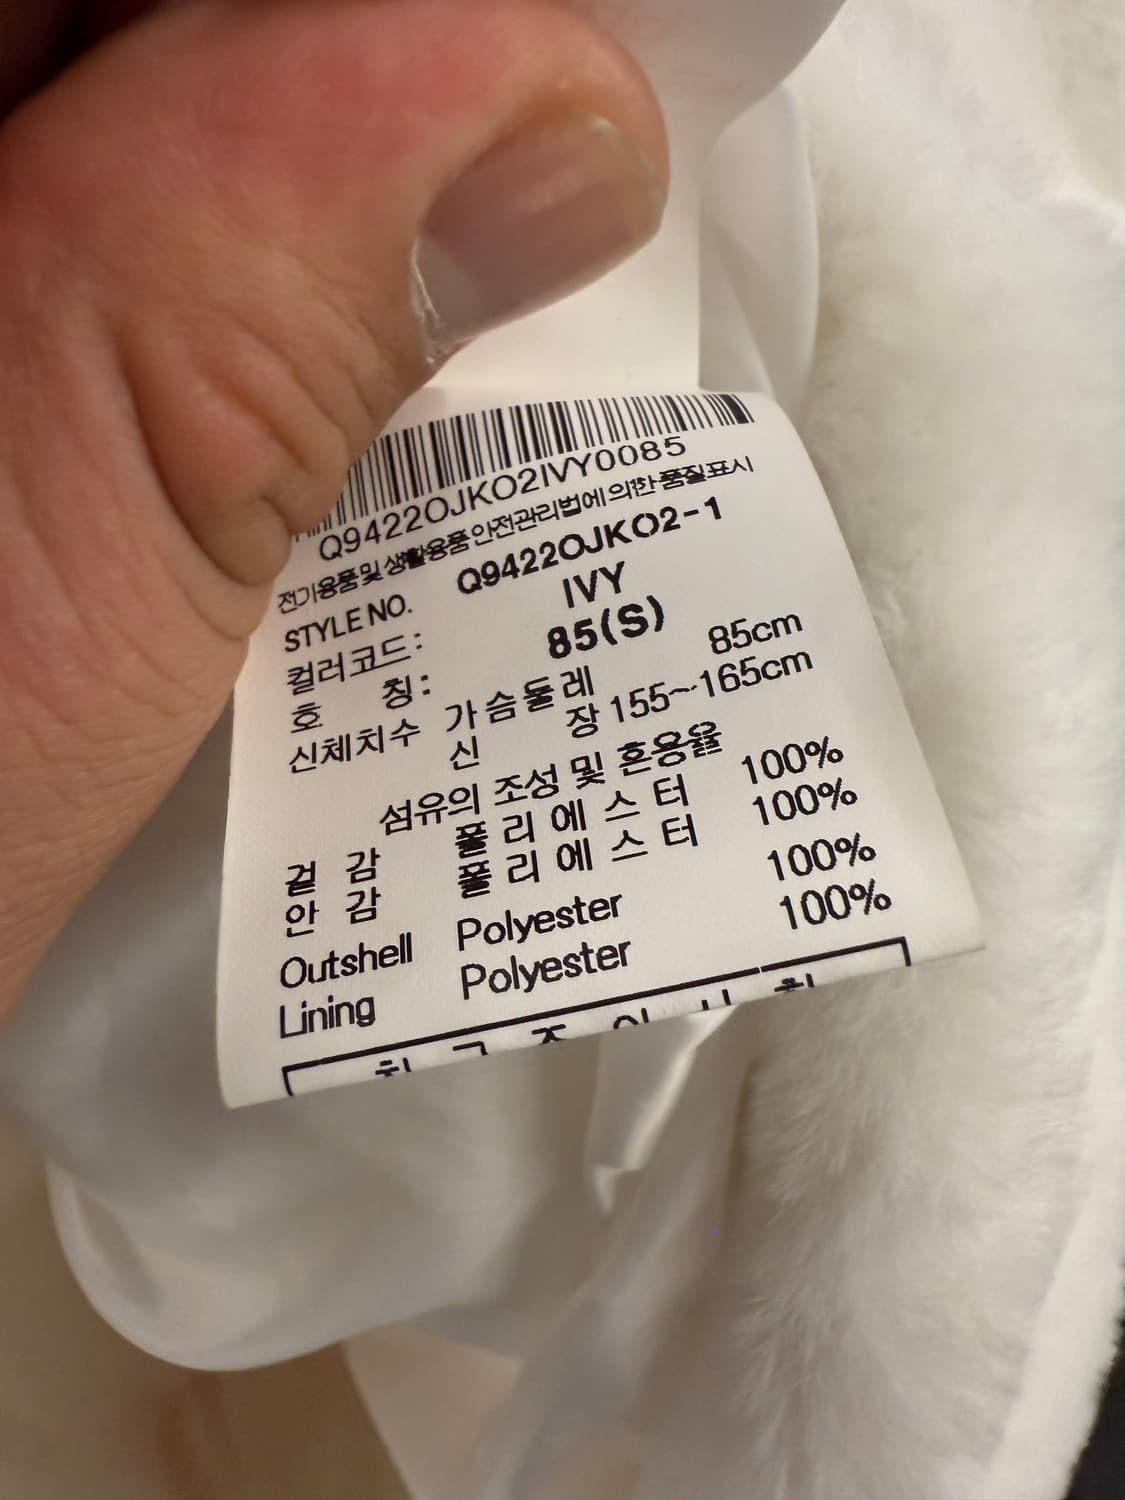 Q9422OJKO2IVY0085
전기용품 및 생활용품 안전관리법에 의한 품질표시
STYLE NO. Q9422OJKO2-1
컬러코드: IVY
호 칭: 85(S)
신체치수 가슴둘레 85cm
신 장 155~165cm
섬유의 조성 및 혼용율
겉 감 폴리에스터 100%
안 감 폴리에스터 100%
Outshell Polyester 100%
Lining Polyester 100%